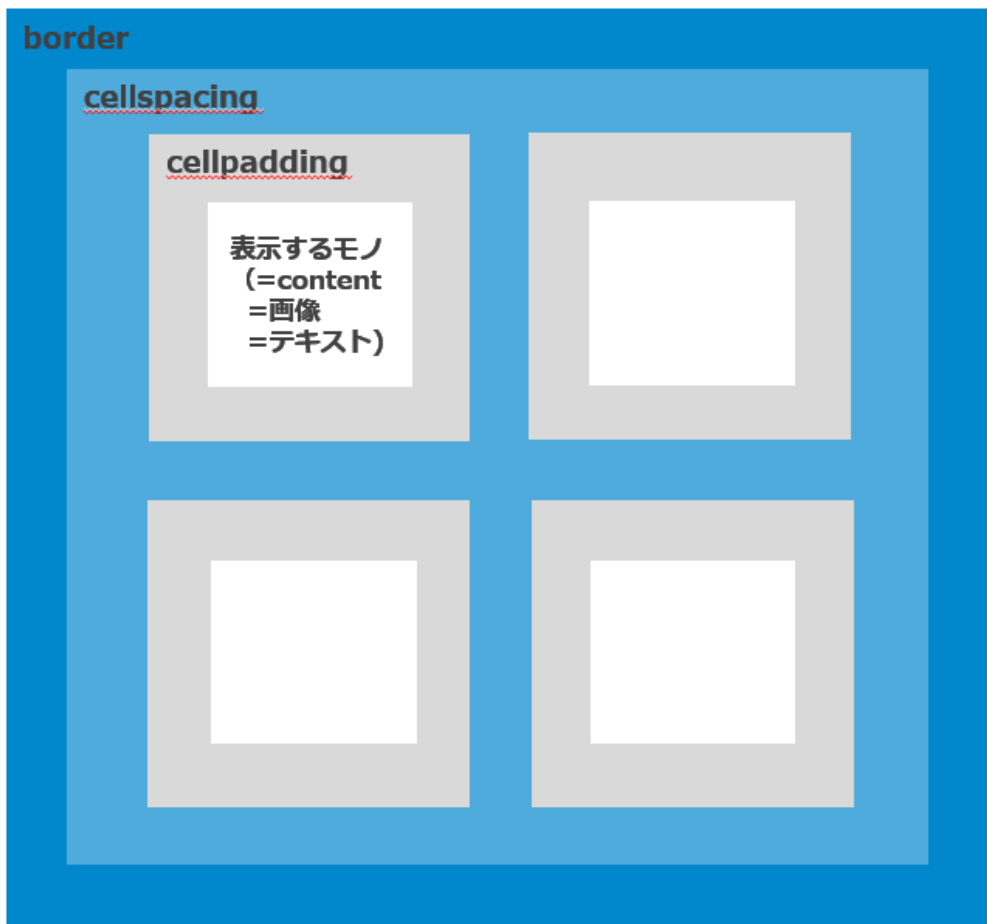 border
cellspacing
cellpadding
表示するモノ
（=content
=画像
=テキスト)